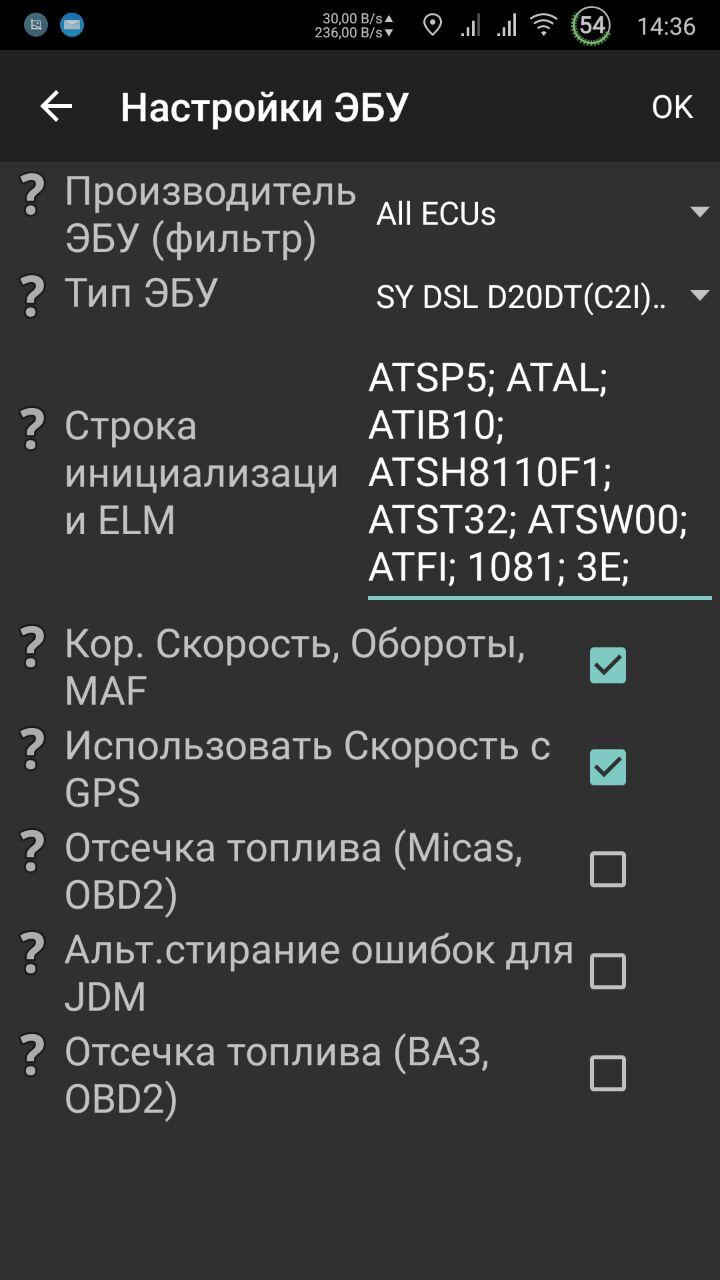 30,00 B/s▲
236,00 B/s▼
54
14:36
Настройки ЭБУ
OK
? Производитель
ЭБУ (фильтр)
All ECUs
? Тип ЭБУ
SY DSL D20DT(C2I)..
? Строка
инициализаци
и ELM
ATSP5; ATAL;
ATIB10;
ATSH8110F1;
ATST32; ATSW00;
ATFI; 1081; 3E;
? Кор. Скорость, Обороты,
MAF
? Использовать Скорость с
GPS
? Отсечка топлива (Micas,
OBD2)
? Альт.стирание ошибок для
JDM
? Отсечка топлива (ВАЗ,
OBD2)